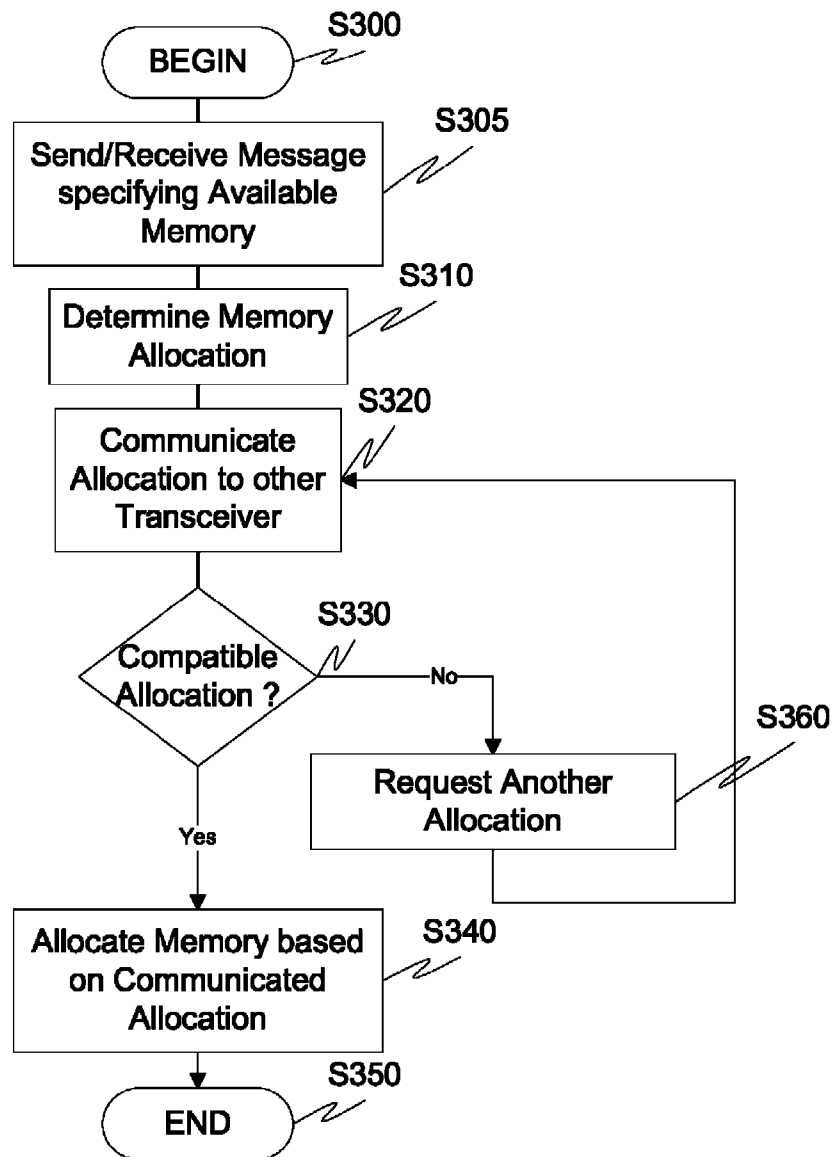 S300
BEGIN
S305
Send/Receive Message
specifying Available
Memory
S310
Determine Memory
Allocation
S320
Communicate
Allocation to other
Transceiver
S330
Compatible
Allocation ?
No
S360
Request Another
Allocation
Yes
S340
Allocate Memory based
on Communicated
Allocation
S350
END